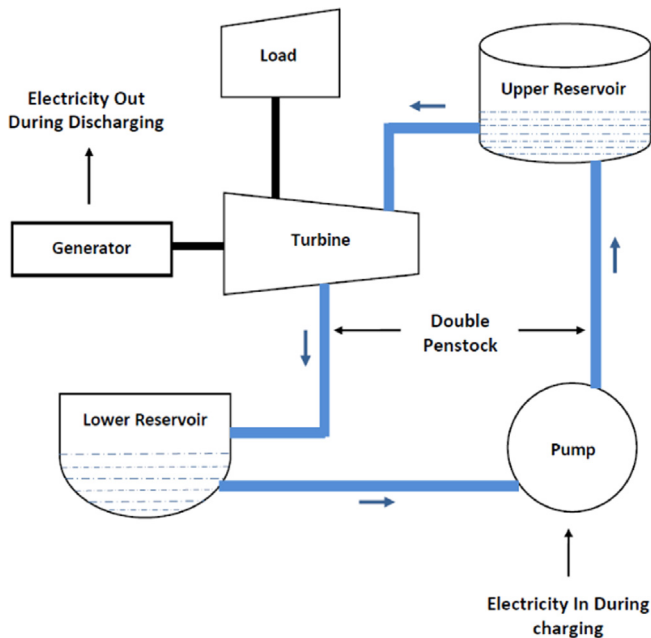 Load
Upper Reservoir
Electricity Out
During Discharging
Generator
Turbine
Double
Penstock
Lower Reservoir
Pump
Electricity In During
charging